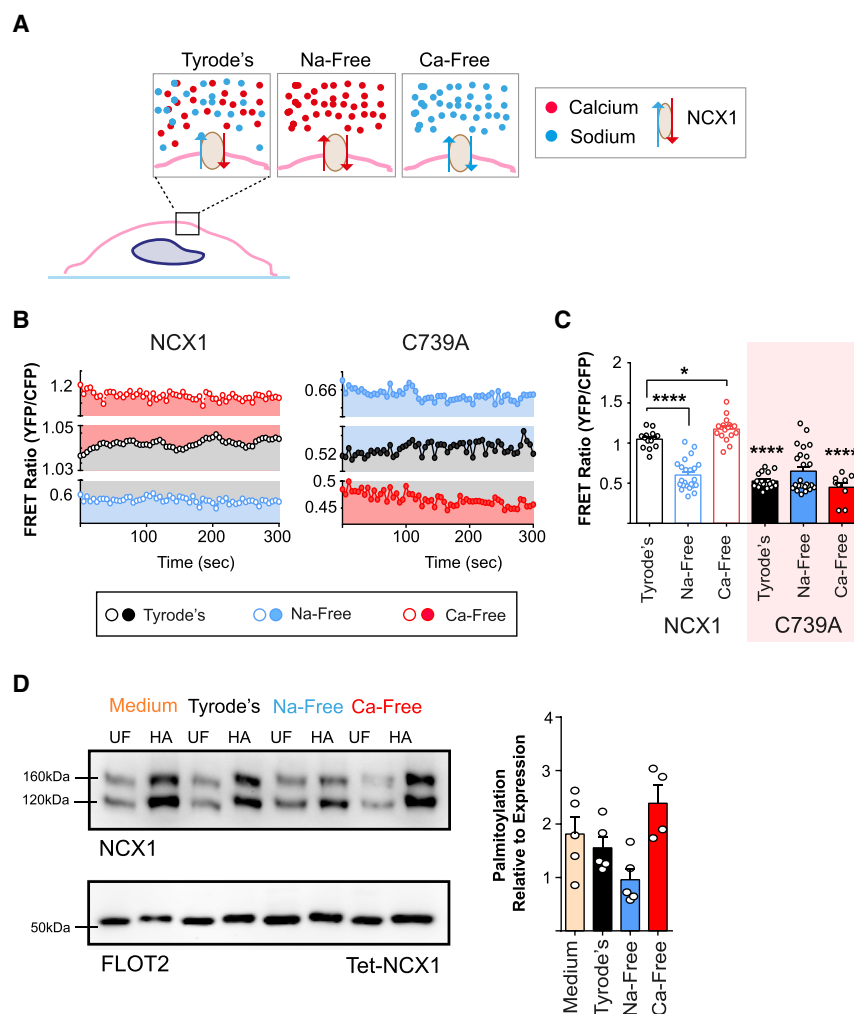 A
Tyrode's Na-Free Ca-Free
Calcium
Sodium
NCX1
B
NCX1 C739A
FRET Ratio (YFP/CFP)
1.2
1.05
1.03
0.6
100 200 300
Time (sec)
0.66
0.52
0.5
0.45
100 200 300
Time (sec)
Tyrode's Na-Free Ca-Free
C
FRET Ratio (YFP/CFP)
2
1.5
1
0.5
*
****
**** ****
Tyrode's
Na-Free
Ca-Free
Tyrode's
Na-Free
Ca-Free
NCX1 C739A
D
Medium Tyrode's Na-Free Ca-Free
UF HA UF HA UF HA UF HA
160kDa
120kDa
NCX1
50kDa
FLOT2 Tet-NCX1
Palmitoylation
Relative to Expression
4
3
2
1
Medium
Tyrode's
Na-Free
Ca-Free